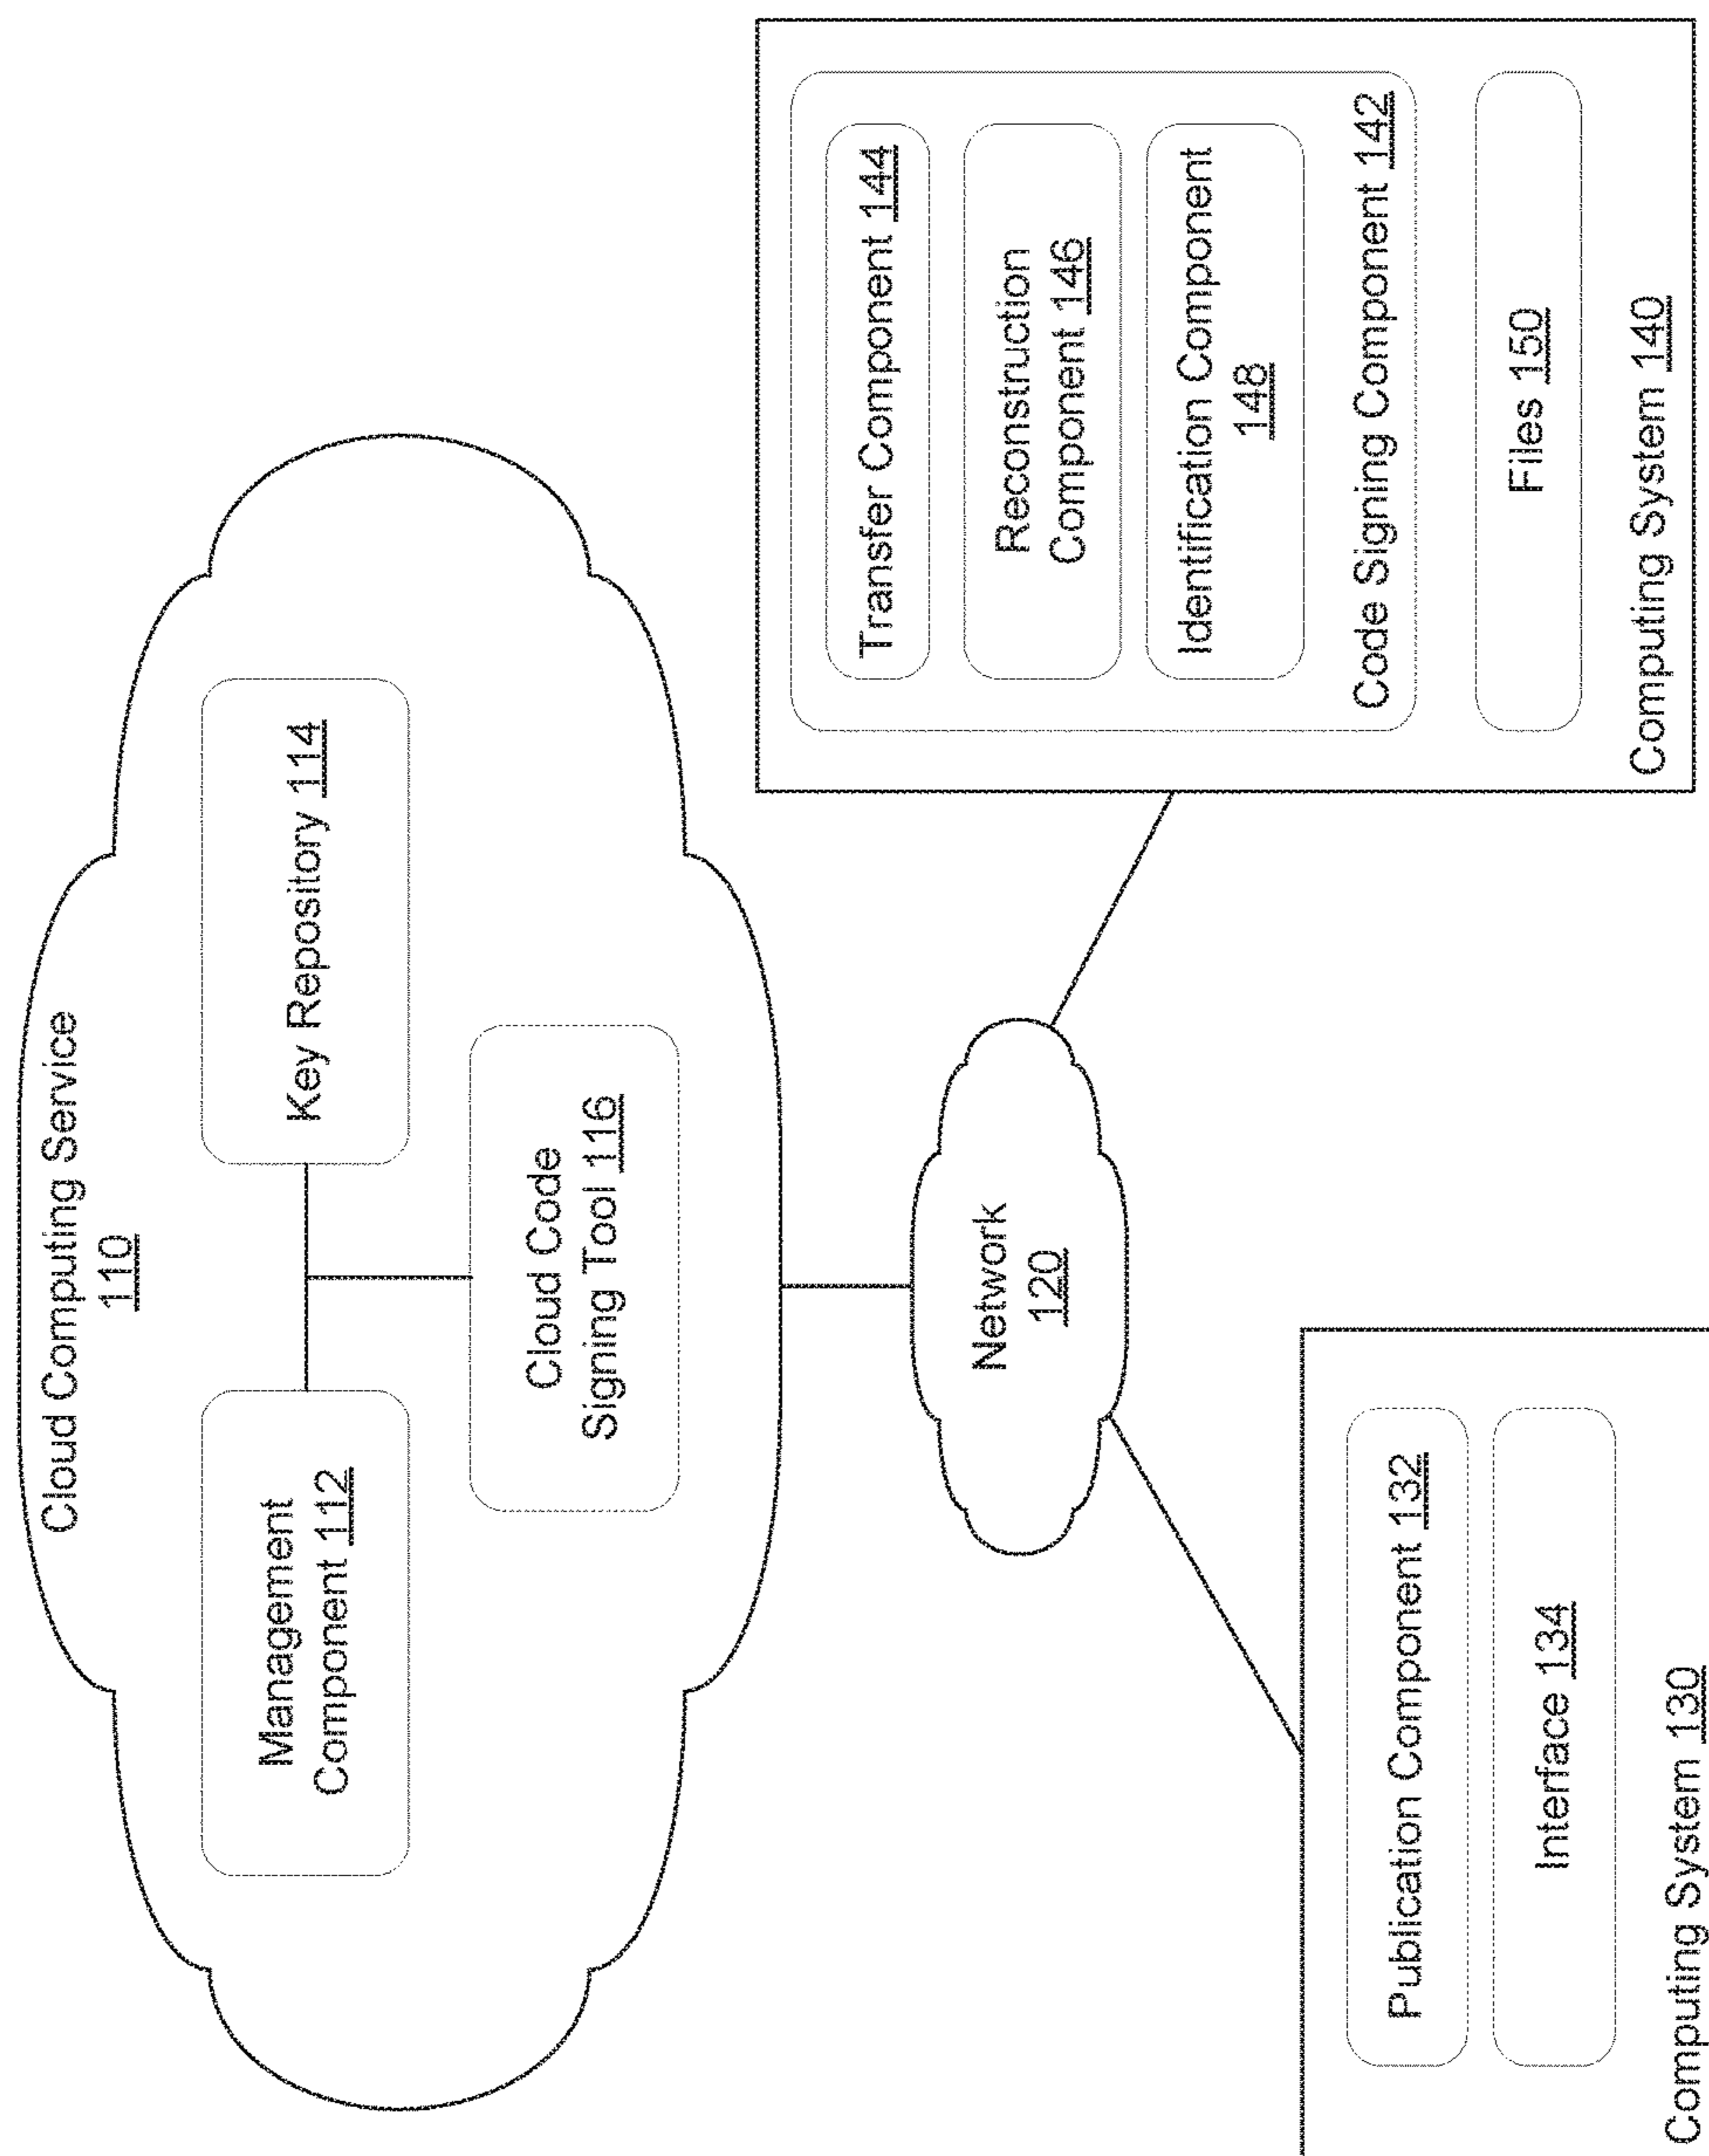 Cloud Computing Service
110
Management
Component 112
Key Repository 114
Cloud Code
Signing Tool 116
Network
120
Publication Component 132
Interface 134
Computing System 130
Transfer Component 144
Reconstruction
Component 146
Identification Component
148
Code Signing Component 142
Files 150
Computing System 140